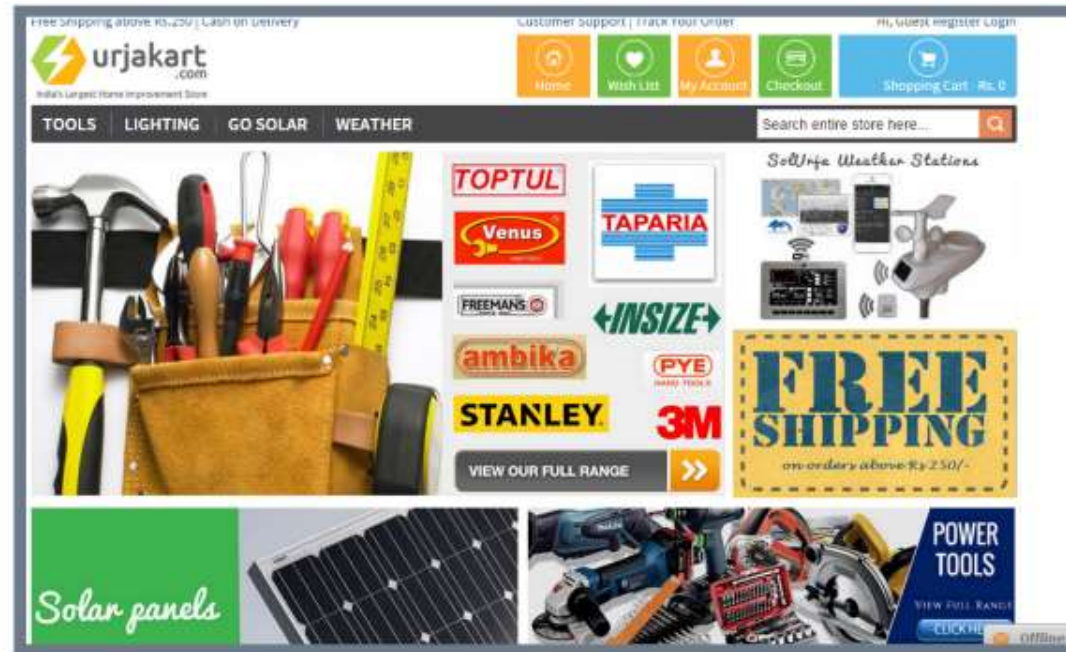 Free Shipping above Rs.250 | Cash on Delivery
Customer Support | Track Your Order
Hi, Guest Register Login
urjakart
.com
India's Largest Home Improvement Store
Home
Wish List
My Account
Checkout
Shopping Cart - Rs. 0
TOOLS
LIGHTING
GO SOLAR
WEATHER
Search entire store here...
TOPTUL
Venus
TAPARIA
FREEMANS
INSIZE
ambika
PYE
HAND TOOLS
STANLEY
3M
VIEW OUR FULL RANGE
SolUrja Weather Stations
FREE
SHIPPING
on orders above Rs 250/-
Solar panels
POWER
TOOLS
VIEW FULL RANGE
CLICK HE
Offline